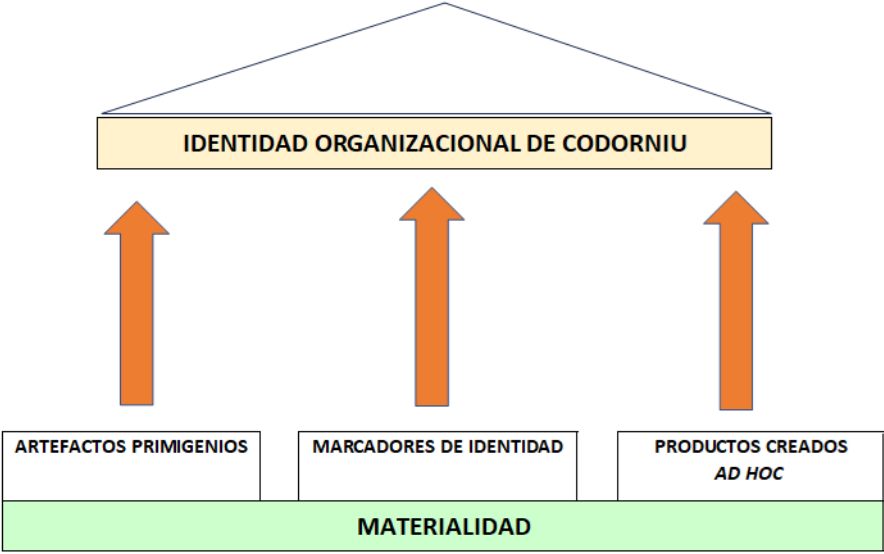 IDENTIDAD ORGANIZACIONAL DE CODORNIU
ARTEFACTOS PRIMIGENIOS
MARCADORES DE IDENTIDAD
PRODUCTOS CREADOS
AD HOC
MATERIALIDAD